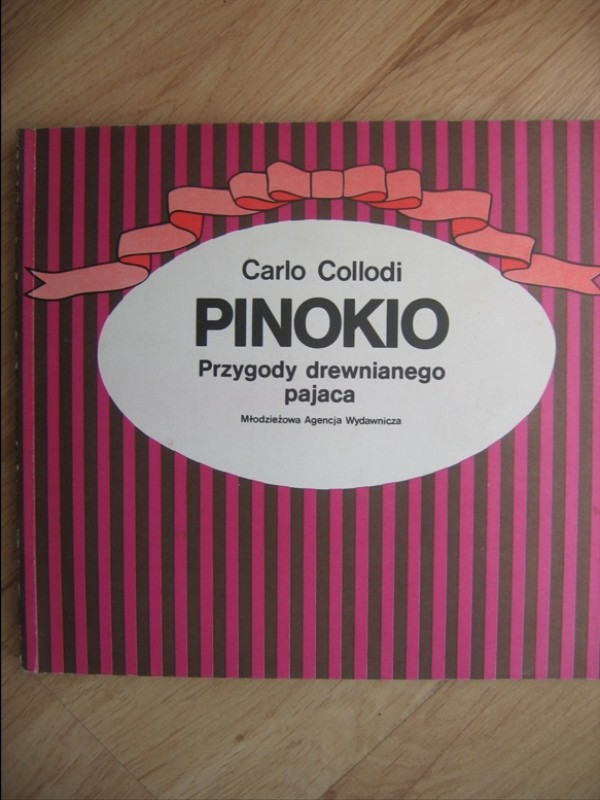 Carlo Collodi
PINOKIO
Przygody drewnianego
pajaca
Młodzieżowa Agencja Wydawnicza